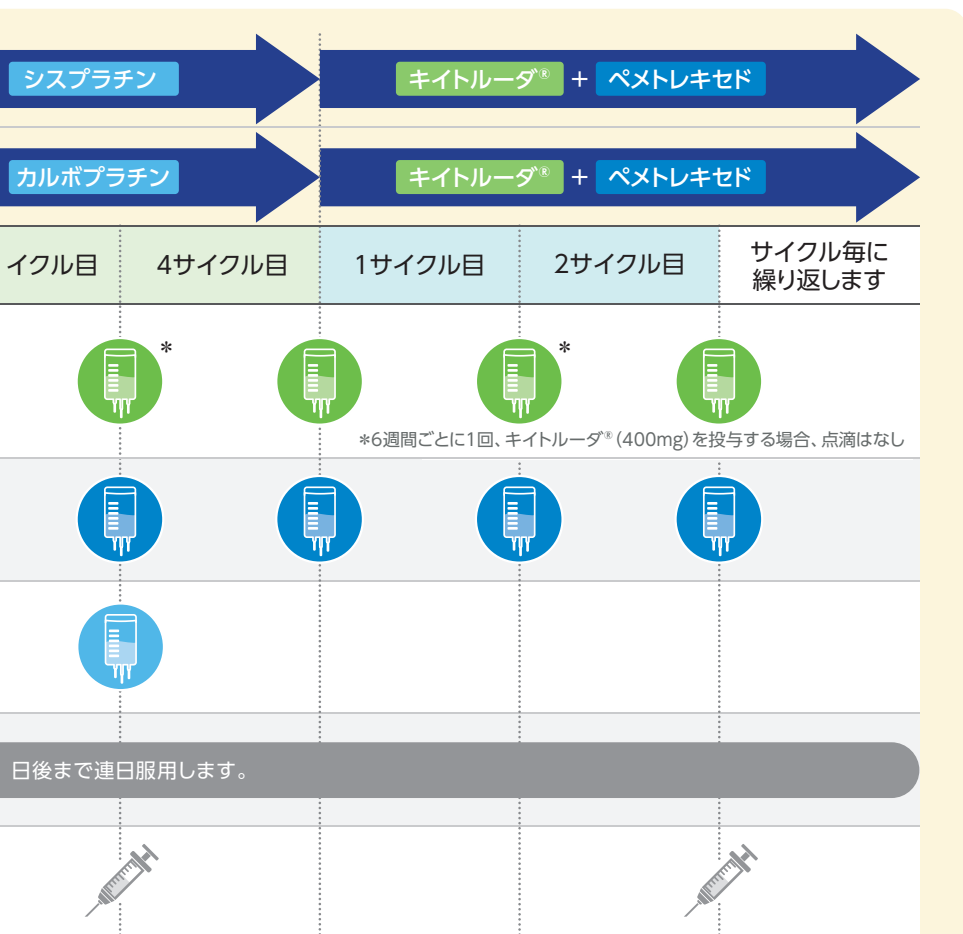 シスプラチン
キイトルーダ® + ペメトレキセド
カルボプラチン
キイトルーダ® + ペメトレキセド
イクル目
4サイクル目
1サイクル目
2サイクル目
サイクル毎に
繰り返します
*
*
*6週間ごとに1回、キイトルーダ®(400mg)を投与する場合、点滴はなし
日後まで連日服用します。